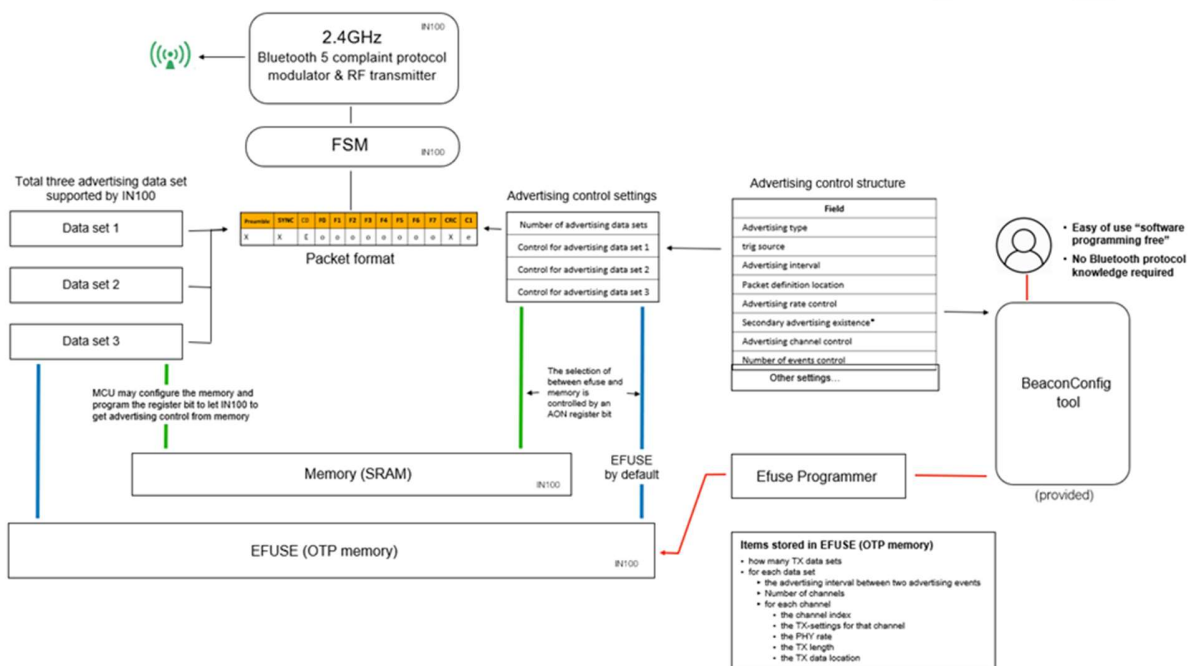 IN100
2.4GHz
Bluetooth 5 complaint protocol
modulator & RF transmitter
FSM
IN100
Total three advertising data set
supported by IN100
Data set 1
Data set 2
Data set 3
Preamble SYNC C0 F0 F1 F2 F3 F4 F5 F6 F7 CRC C1
X X E o o o o o o o o X e
Packet format
Advertising control settings
Number of advertising data sets
Control for advertising data set 1
Control for advertising data set 2
Control for advertising data set 3
Advertising control structure
Field
Advertising type
trig source
Advertising interval
Packet definition location
Advertising rate control
Secondary advertising existence*
Advertising channel control
Number of events control
Other settings...
• Easy of use “software
programming free”
• No Bluetooth protocol
knowledge required
BeaconConfig
tool
(provided)
MCU may configure the memory and
program the register bit to let IN100 to
get advertising control from memory
The selection of
between efuse and
memory is
controlled by an
AON register bit
Memory (SRAM)
IN100
EFUSE
by default
Efuse Programmer
EFUSE (OTP memory)
IN100
Items stored in EFUSE (OTP memory)
• how many TX data sets
• for each data set
‣ the advertising interval between two advertising events
‣ Number of channels
‣ for each channel
• the channel index
• the TX-settings for that channel
• the PHY rate
• the TX length
• the TX data location